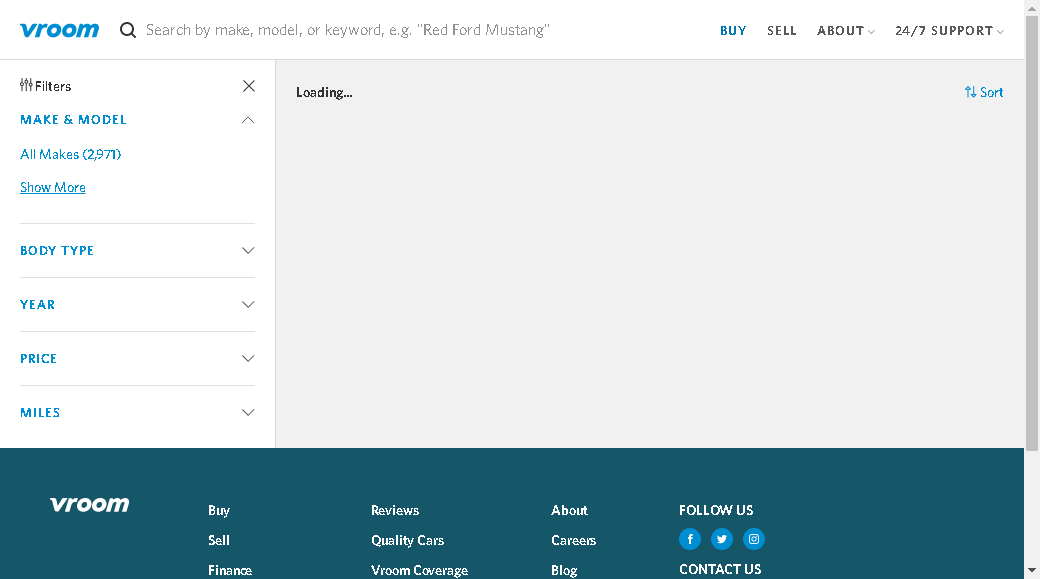 vroom
Search by make, model, or keyword, e.g. "Red Ford Mustang"
BUY
SELL
ABOUT
24/7 SUPPORT
Filters
MAKE & MODEL
All Makes (2,971)
Show More
BODY TYPE
YEAR
PRICE
MILES
Loading...
Sort
vroom
Buy
Sell
Finance
Reviews
Quality Cars
Vroom Coverage
About
Careers
Blog
FOLLOW US
CONTACT US